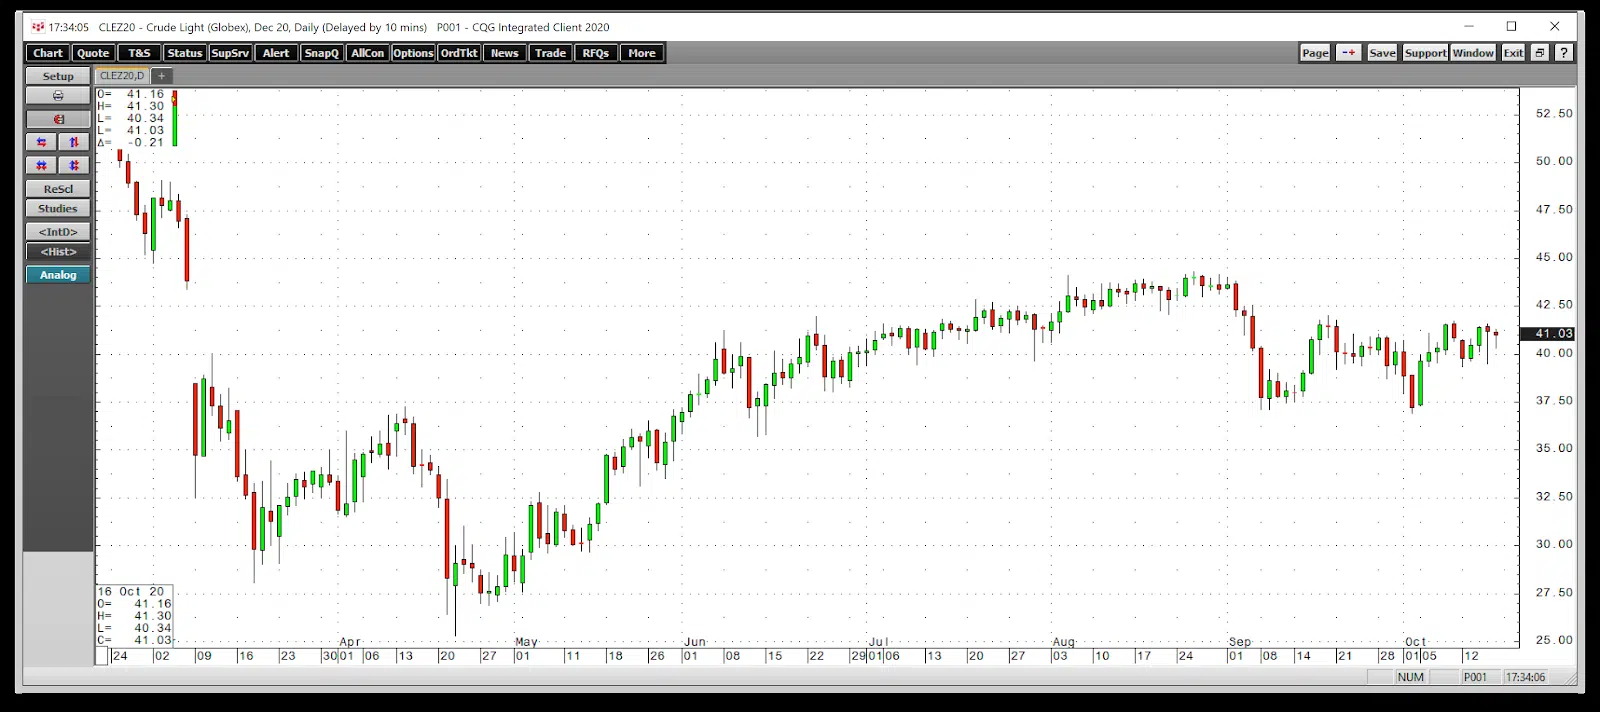 17:34:05 CLEZ20 - Crude Light (Globex), Dec 20, Daily (Delayed by 10 mins) P001 - CQG Integrated Client 2020
Chart Quote T&S Status SupSrv Alert SnapQ AllCon Options OrdTkt News Trade RFQs More Page -+ Save Support Window Exit ?
Setup
CLEZ20,D +
ReScl
Studies
<IntD>
<Hist>
Analog
O= 41.16
H= 41.30
L= 40.34
L= 41.03
Δ= -0.21
52.50
50.00
47.50
45.00
42.50
41.03
40.00
37.50
35.00
32.50
30.00
27.50
25.00
16 Oct 20
O= 41.16
H= 41.30
L= 40.34
C= 41.03
Apr May Jun Jul Aug Sep Oct
24 02 09 16 23 30 01 06 13 20 27 01 11 18 26 01 08 15 22 29 01 06 13 20 27 03 10 17 24 01 08 14 21 28 01 05 12
NUM P001 17:34:06